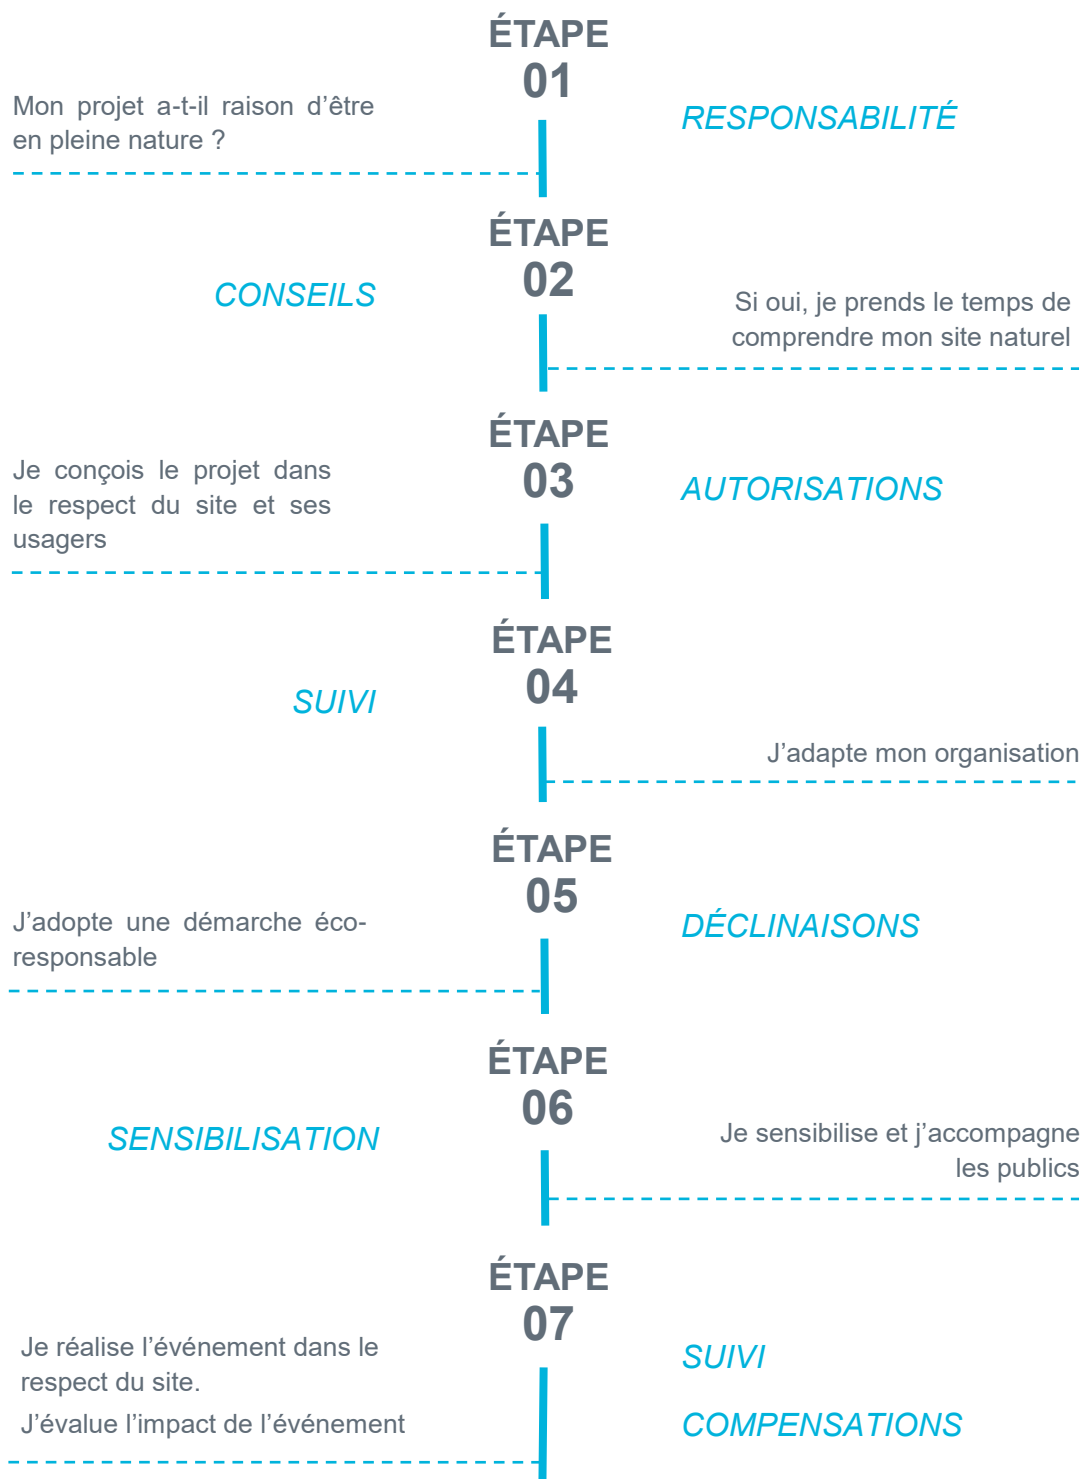 ÉTAPE
01
Mon projet a-t-il raison d’être
en pleine nature ?
RESPONSABILITÉ
ÉTAPE
02
CONSEILS
Si oui, je prends le temps de
comprendre mon site naturel
ÉTAPE
03
Je conçois le projet dans
le respect du site et ses
usagers
AUTORISATIONS
ÉTAPE
04
SUIVI
J’adapte mon organisation
ÉTAPE
05
J’adopte une démarche éco-
responsable
DÉCLINAISONS
ÉTAPE
06
SENSIBILISATION
Je sensibilise et j’accompagne
les publics
ÉTAPE
07
Je réalise l’événement dans le
respect du site.
J’évalue l’impact de l’événement
SUIVI
COMPENSATIONS